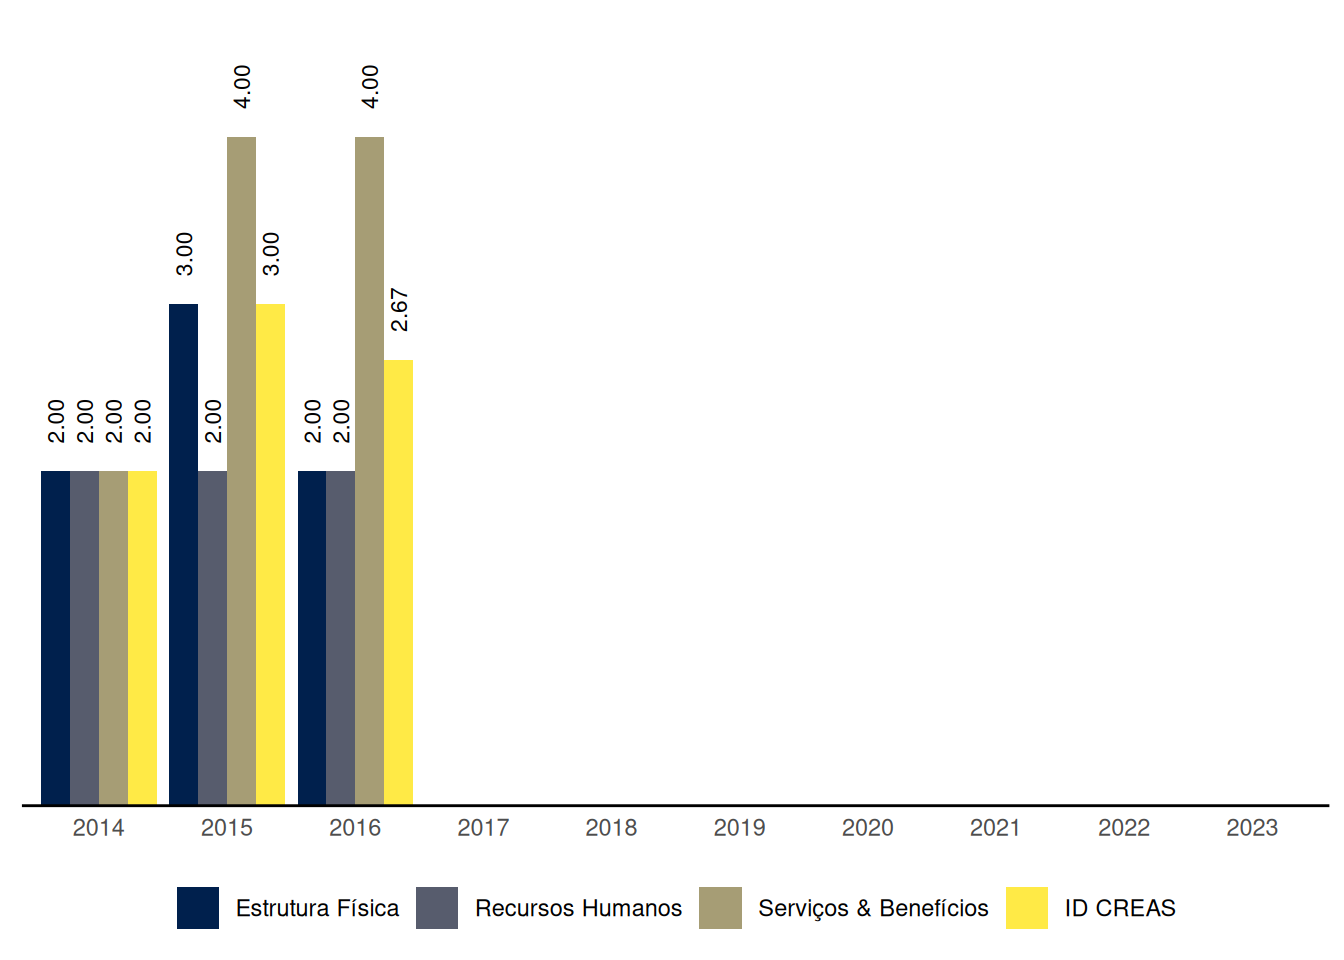 4.00 4.00
3.00 3.00
2.67
2.00 2.00 2.00 2.00 2.00 2.00 2.00
2014 2015 2016 2017 2018 2019 2020 2021 2022 2023
Estrutura Física Recursos Humanos Serviços & Benefícios ID CREAS